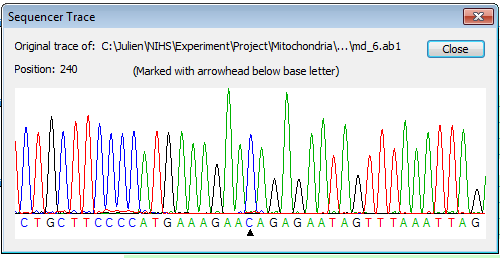 Sequencer Trace
Original trace of: C:\Julien\NIHS\Experiment\Project\Mitochondria\...\md_6.ab1
Close
Position: 240 (Marked with arrowhead below base letter)
CTGCTTCCCCATGAAAGAACAGAGAATAGTTTAAATTAG